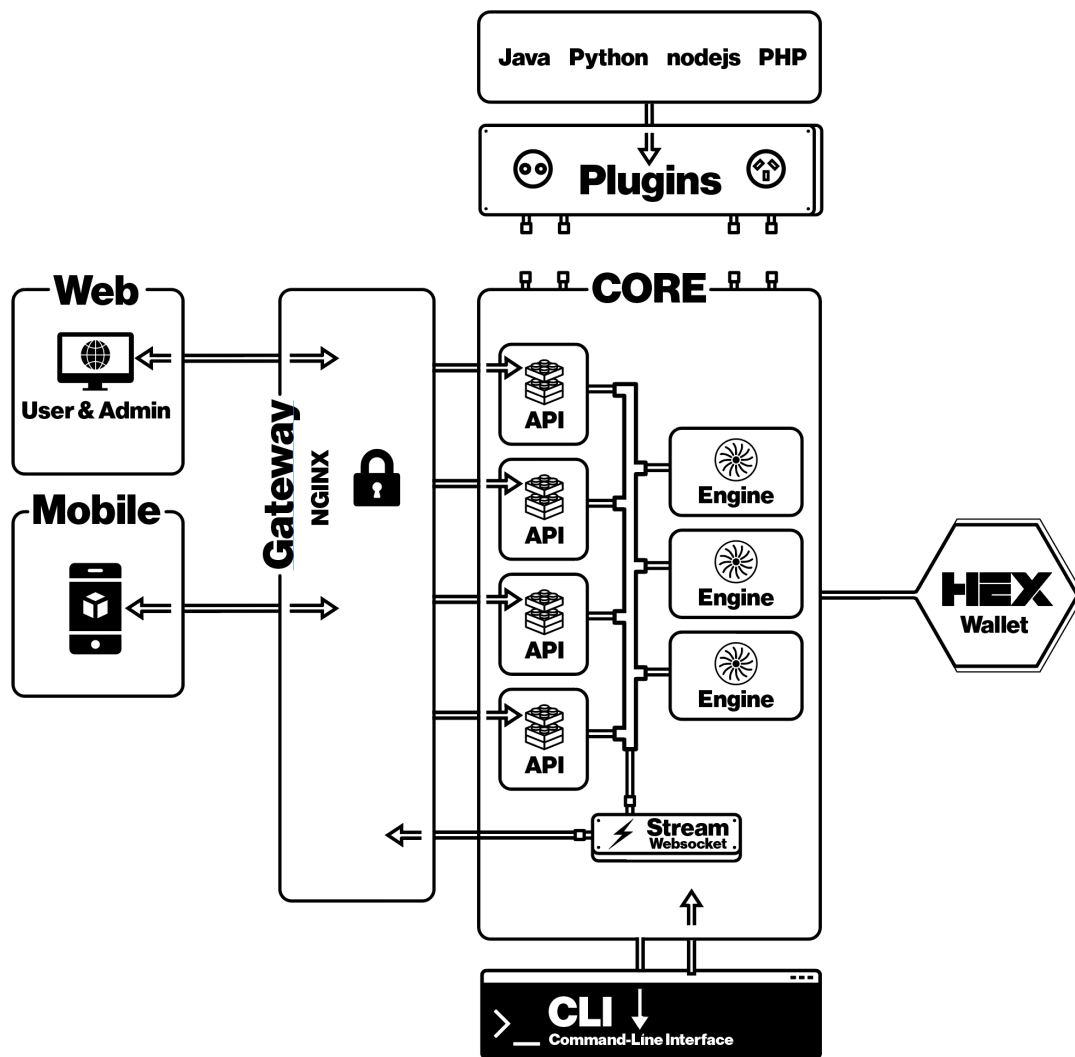 Java Python nodejs PHP
Plugins
Web
User & Admin
Mobile
Gateway
NGINX
CORE
API
API
API
API
Engine
Engine
Engine
Stream
Websocket
HEX
Wallet
>_ CLI
Command-Line Interface